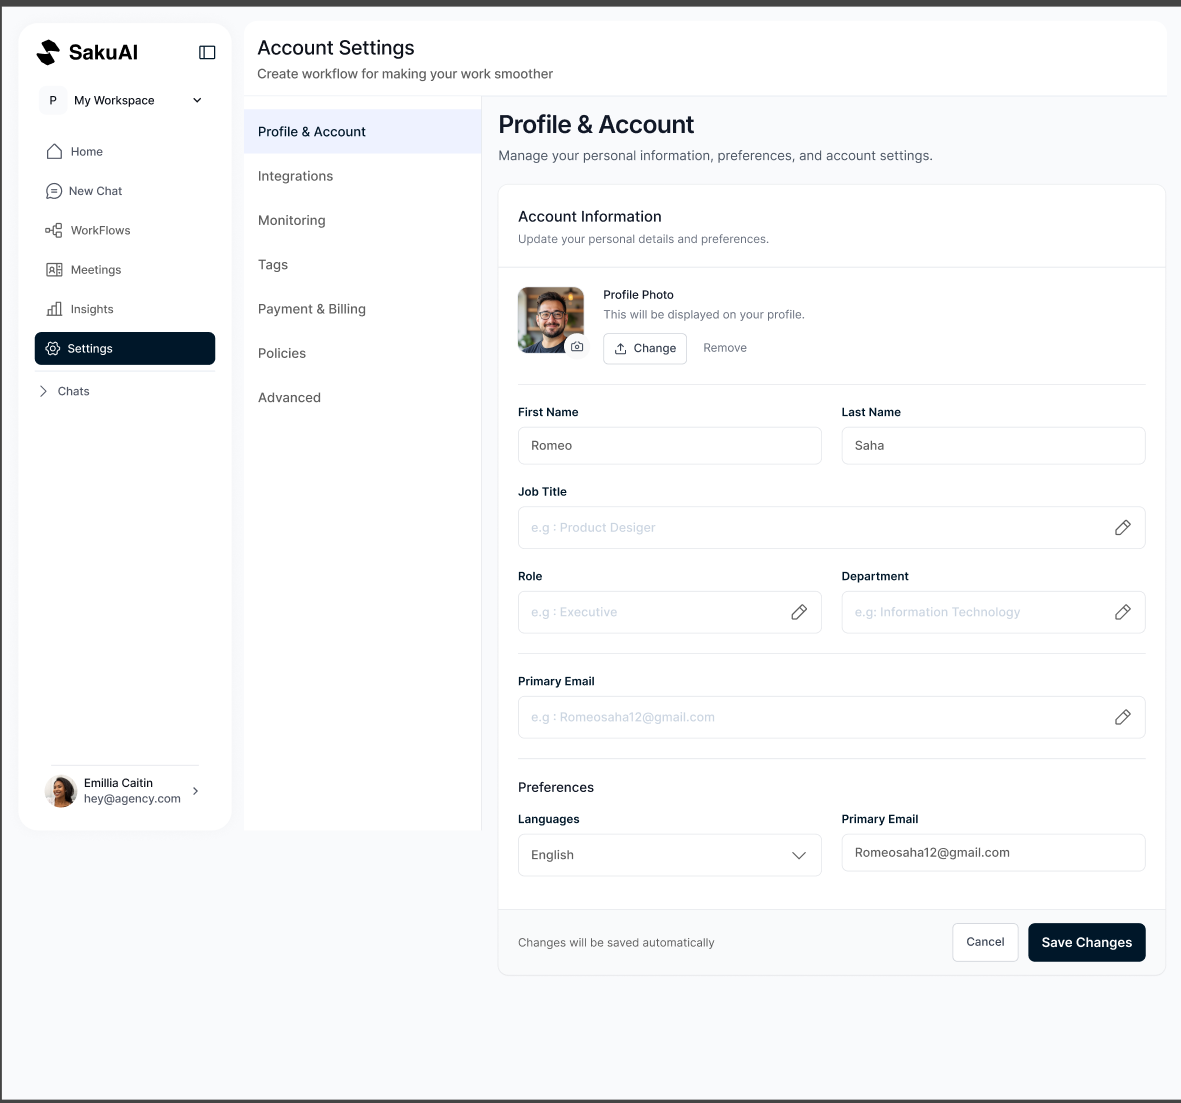 SakuAI
P My Workspace
Home
New Chat
WorkFlows
Meetings
Insights
Settings
Chats
Emillia Caitin
hey@agency.com
Account Settings
Create workflow for making your work smoother
Profile & Account
Integrations
Monitoring
Tags
Payment & Billing
Policies
Advanced
Profile & Account
Manage your personal information, preferences, and account settings.
Account Information
Update your personal details and preferences.
Profile Photo
This will be displayed on your profile.
Change Remove
First Name Last Name
Romeo Saha
Job Title
e.g : Product Desiger
Role Department
e.g : Executive e.g: Information Technology
Primary Email
e.g : Romeosaha12@gmail.com
Preferences
Languages Primary Email
English Romeosaha12@gmail.com
Changes will be saved automatically Cancel Save Changes